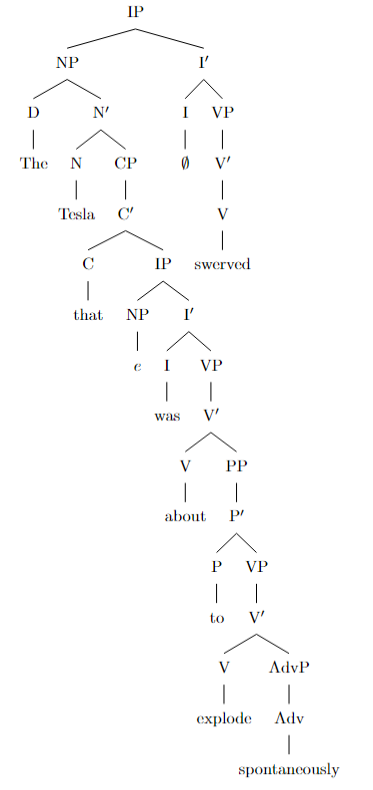 IP
NP I′
D N′ I VP
The N CP ∅ V′
Tesla C′ V
C IP swerved
that NP I′
e I VP
was V′
V PP
about P′
P VP
to V′
V AdvP
explode Adv
spontaneously